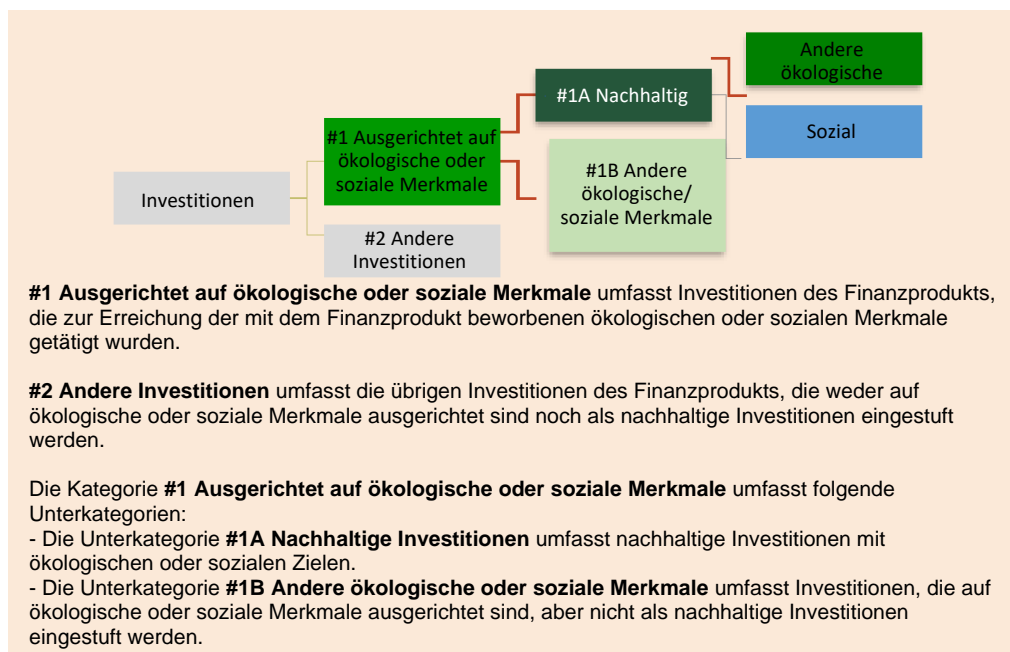 Andere
ökologische
#1A Nachhaltig
Sozial
#1 Ausgerichtet auf
ökologische oder
soziale Merkmale
#1B Andere
ökologische/
soziale Merkmale
Investitionen
#2 Andere
Investitionen
#1 Ausgerichtet auf ökologische oder soziale Merkmale umfasst Investitionen des Finanzprodukts,
die zur Erreichung der mit dem Finanzprodukt beworbenen ökologischen oder sozialen Merkmale
getätigt wurden.
#2 Andere Investitionen umfasst die übrigen Investitionen des Finanzprodukts, die weder auf
ökologische oder soziale Merkmale ausgerichtet sind noch als nachhaltige Investitionen eingestuft
werden.
Die Kategorie #1 Ausgerichtet auf ökologische oder soziale Merkmale umfasst folgende
Unterkategorien:
- Die Unterkategorie #1A Nachhaltige Investitionen umfasst nachhaltige Investitionen mit
ökologischen oder sozialen Zielen.
- Die Unterkategorie #1B Andere ökologische oder soziale Merkmale umfasst Investitionen, die auf
ökologische oder soziale Merkmale ausgerichtet sind, aber nicht als nachhaltige Investitionen
eingestuft werden.